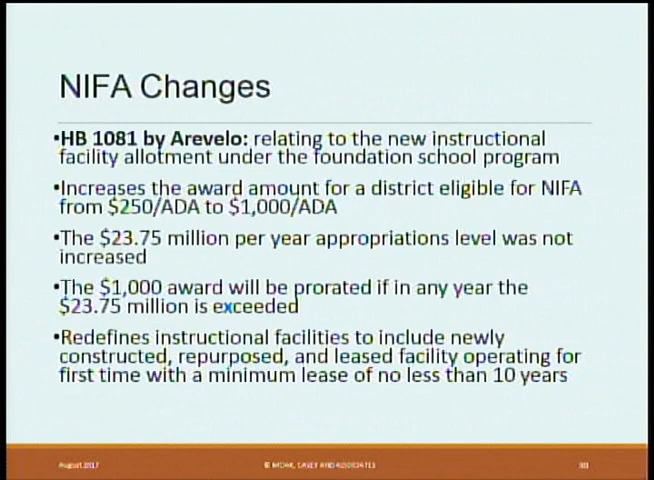 NIFA Changes
•HB 1081 by Arevelo: relating to the new instructional
facility allotment under the foundation school program
•Increases the award amount for a district eligible for NIFA
from $250/ADA to $1,000/ADA
•The $23.75 million per year appropriations level was not
increased
•The $1,000 award will be prorated if in any year the
$23.75 million is exceeded
•Redefines instructional facilities to include newly
constructed, repurposed, and leased facility operating for
first time with a minimum lease of no less than 10 years
August 2017
© MOAK, CASEY AND ASSOCIATES